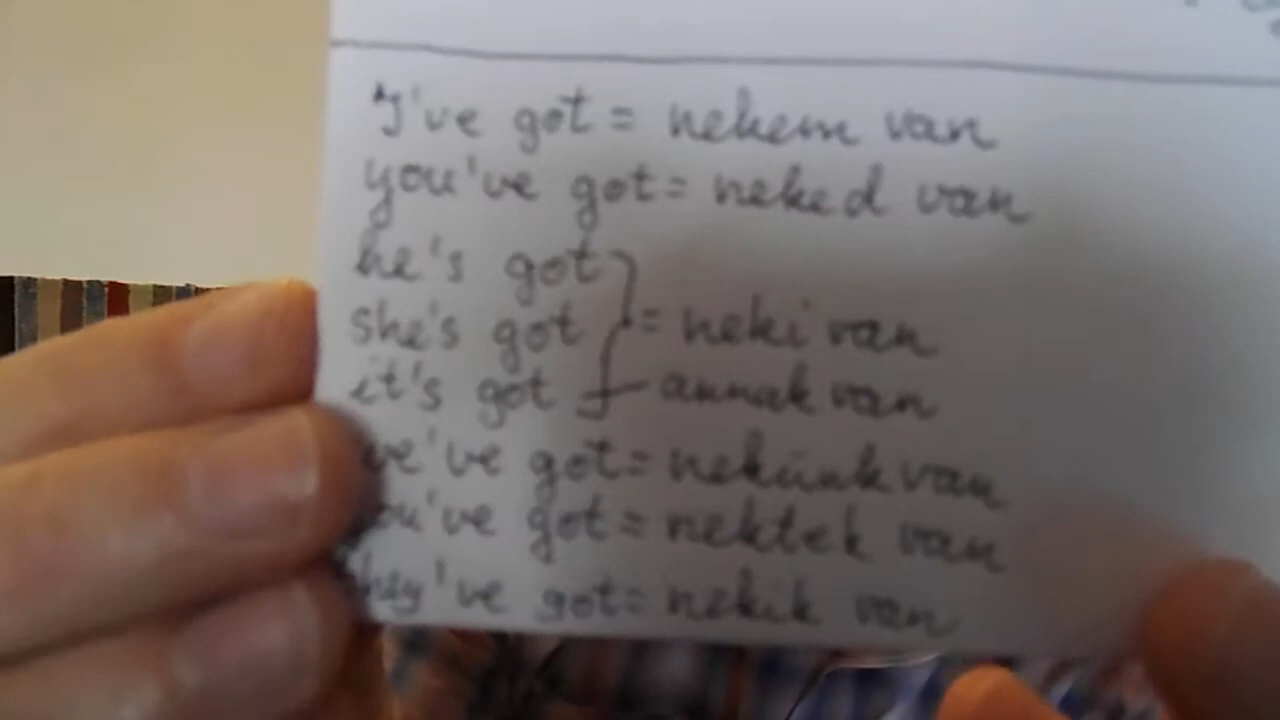 I've got = nekem van
you've got = neked van
he's got
she's got } = neki van
it's got — annak van
we've got = nekünk van
you've got = nektek van
they've got = nekik van